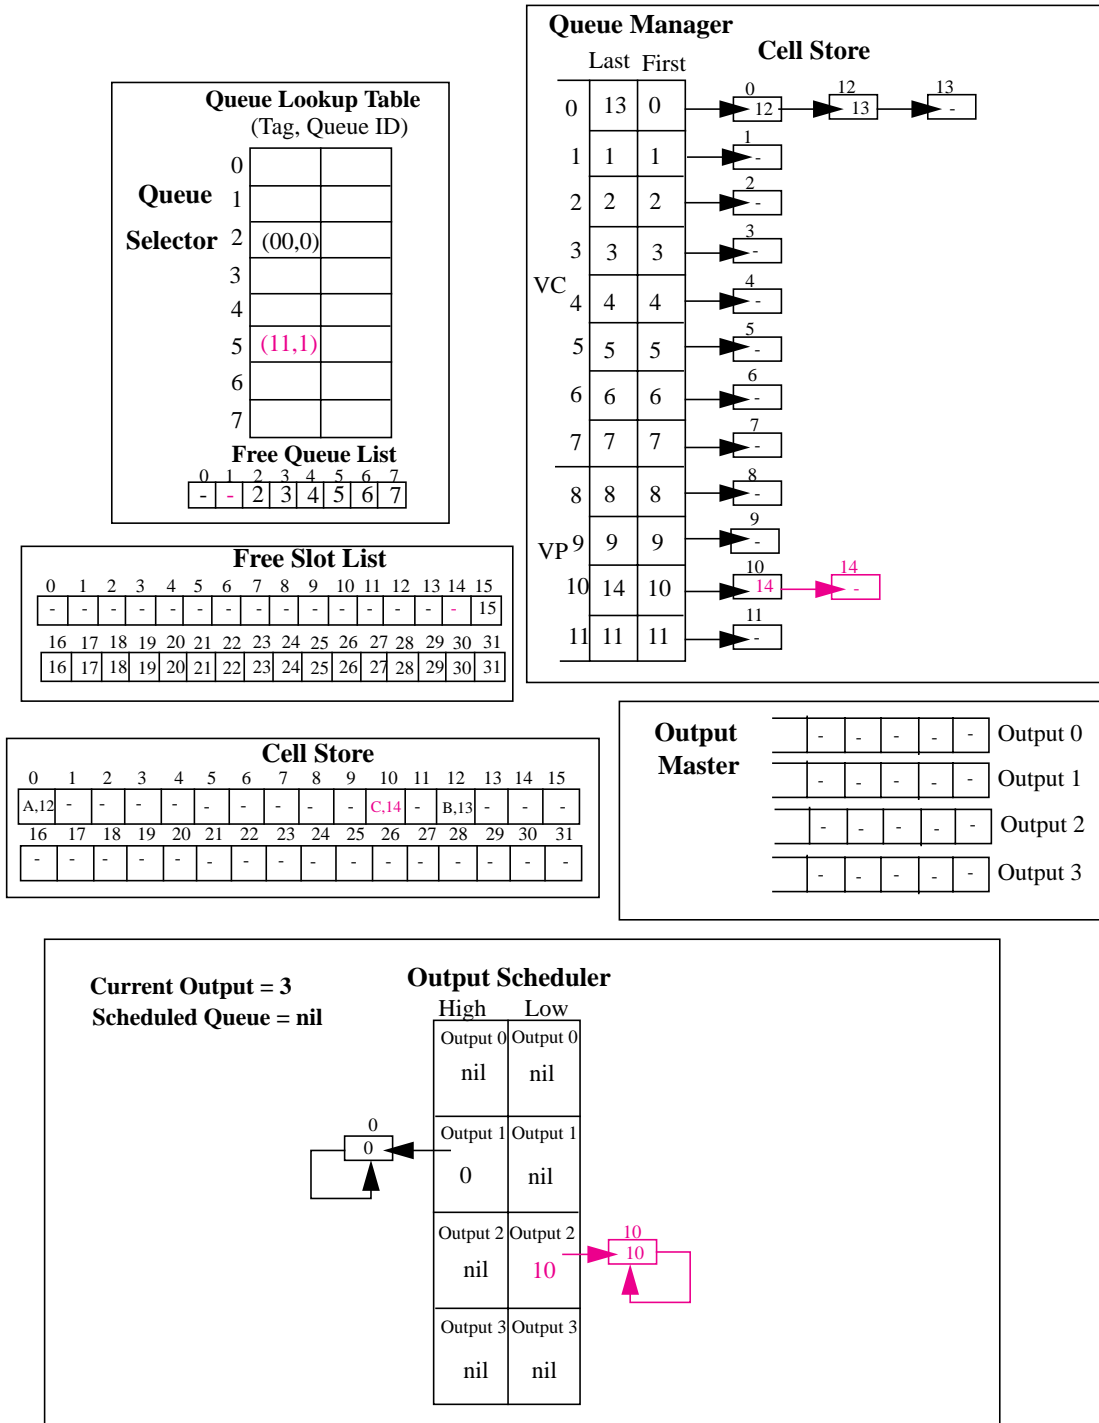 Queue Manager
Cell Store
Last First
0 13 0
0 12 13
12 13 -
1 1 1
1
-
2 2 2
2
-
3 3 3
3
-
VC
4 4 4
4
-
5 5 5
5
-
6 6 6
6
-
7 7 7
7
-
8 8 8
8
-
VP
9 9 9
9
-
10 14 10
10 14
14 -
11 11 11
11
-
Queue Lookup Table
(Tag, Queue ID)
Queue
Selector
0
1
2 (00,0)
3
4
5 (11,1)
6
7
Free Queue List
0 1 2 3 4 5 6 7
- - 2 3 4 5 6 7
Free Slot List
0 1 2 3 4 5 6 7 8 9 10 11 12 13 14 15
- - - - - - - - - - - - - - - 15
16 17 18 19 20 21 22 23 24 25 26 27 28 29 30 31
16 17 18 19 20 21 22 23 24 25 26 27 28 29 30 31
Cell Store
0 1 2 3 4 5 6 7 8 9 10 11 12 13 14 15
A,12 - - - - - - - - - C,14 - B,13 - - -
16 17 18 19 20 21 22 23 24 25 26 27 28 29 30 31
- - - - - - - - - - - - - - - -
Output
Master
- - - - - Output 0
- - - - - Output 1
- - - - - Output 2
- - - - - Output 3
Output Scheduler
Current Output = 3
Scheduled Queue = nil
High Low
Output 0 Output 0
nil nil
Output 1 Output 1
0 nil
0
0
Output 2 Output 2
nil 10
10
10
Output 3 Output 3
nil nil